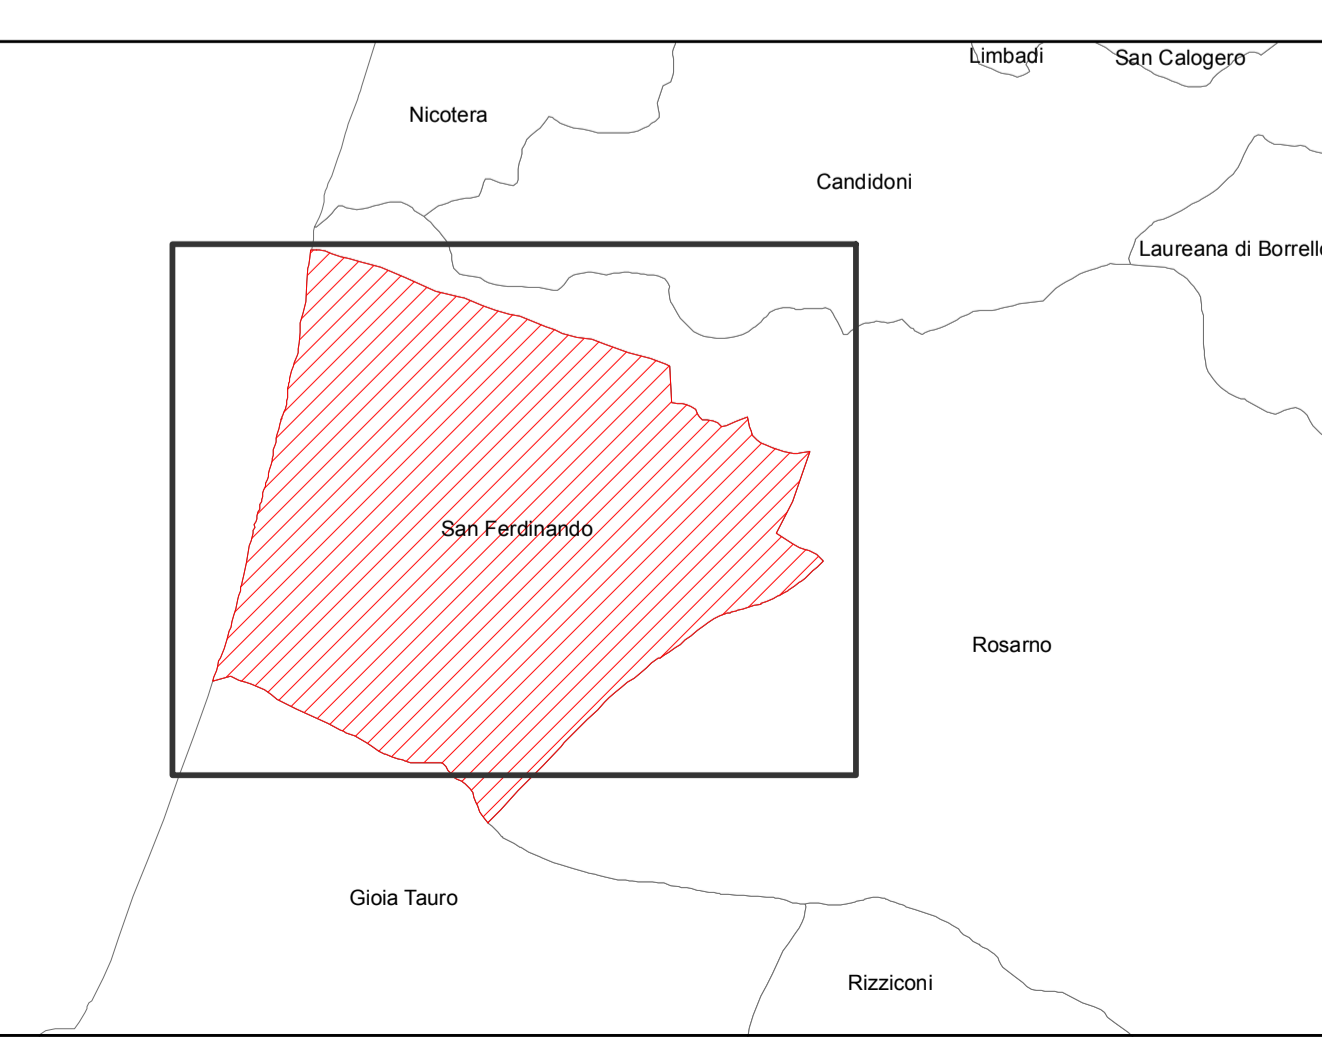 Limbadi
San Calogero
Nicotera
Candidoni
Laureana di Borrello
San Ferdinando
Rosarno
Gioia Tauro
Rizziconi